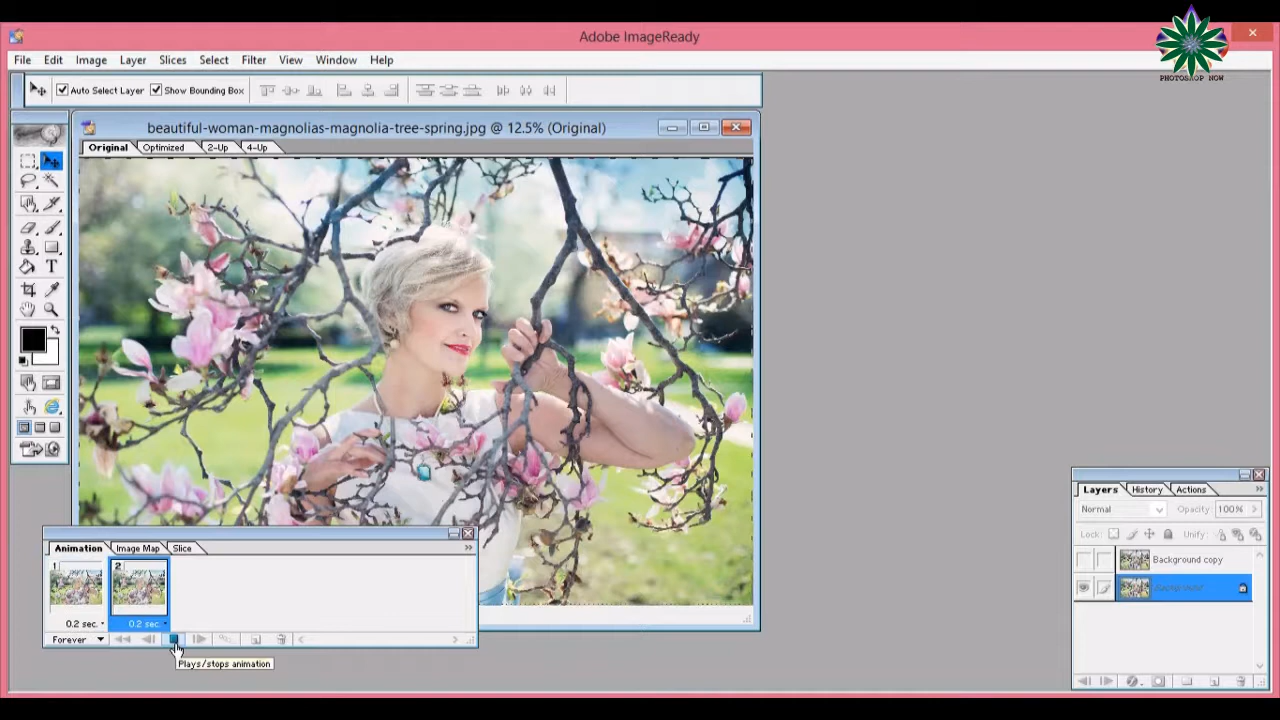 Adobe ImageReady
PHOTOSHOP NOW
File Edit Image Layer Slices Select Filter View Window Help
Auto Select Layer Show Bounding Box
beautiful-woman-magnolias-magnolia-tree-spring.jpg @ 12.5% (Original)
Original Optimized 2-Up 4-Up
Layers History Actions
Normal Opacity: 100%
Lock: Unify:
Background copy
Background
Animation Image Map Slice
1 2
0.2 sec. 0.2 sec.
Forever
Plays/stops animation